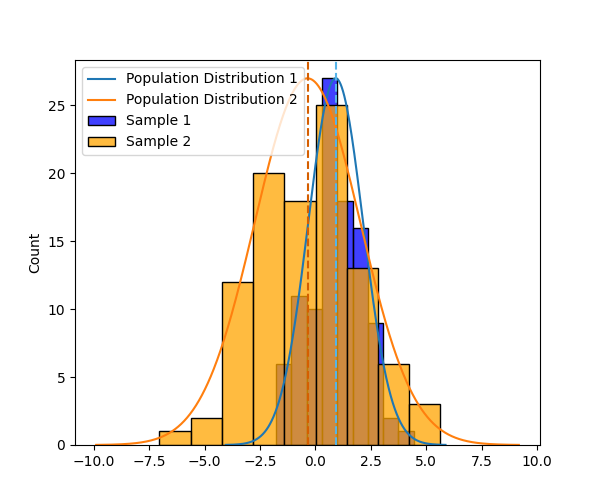 Population Distribution 1
Population Distribution 2
Sample 1
Sample 2
Count
25
20
15
10
5
0
−10.0 −7.5 −5.0 −2.5 0.0 2.5 5.0 7.5 10.0